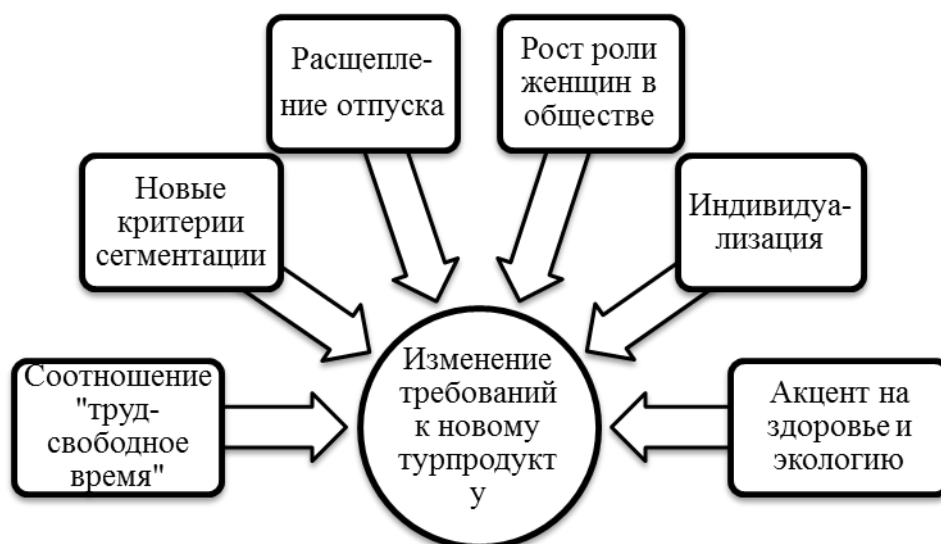 Расщепле-
ние отпуска
Рост роли
женщин в
обществе
Новые
критерии
сегментации
Индивидуа-
лизация
Соотношение
"труд-
свободное
время"
Изменение
требований
к новому
турпродукт
у
Акцент на
здоровье и
экологию